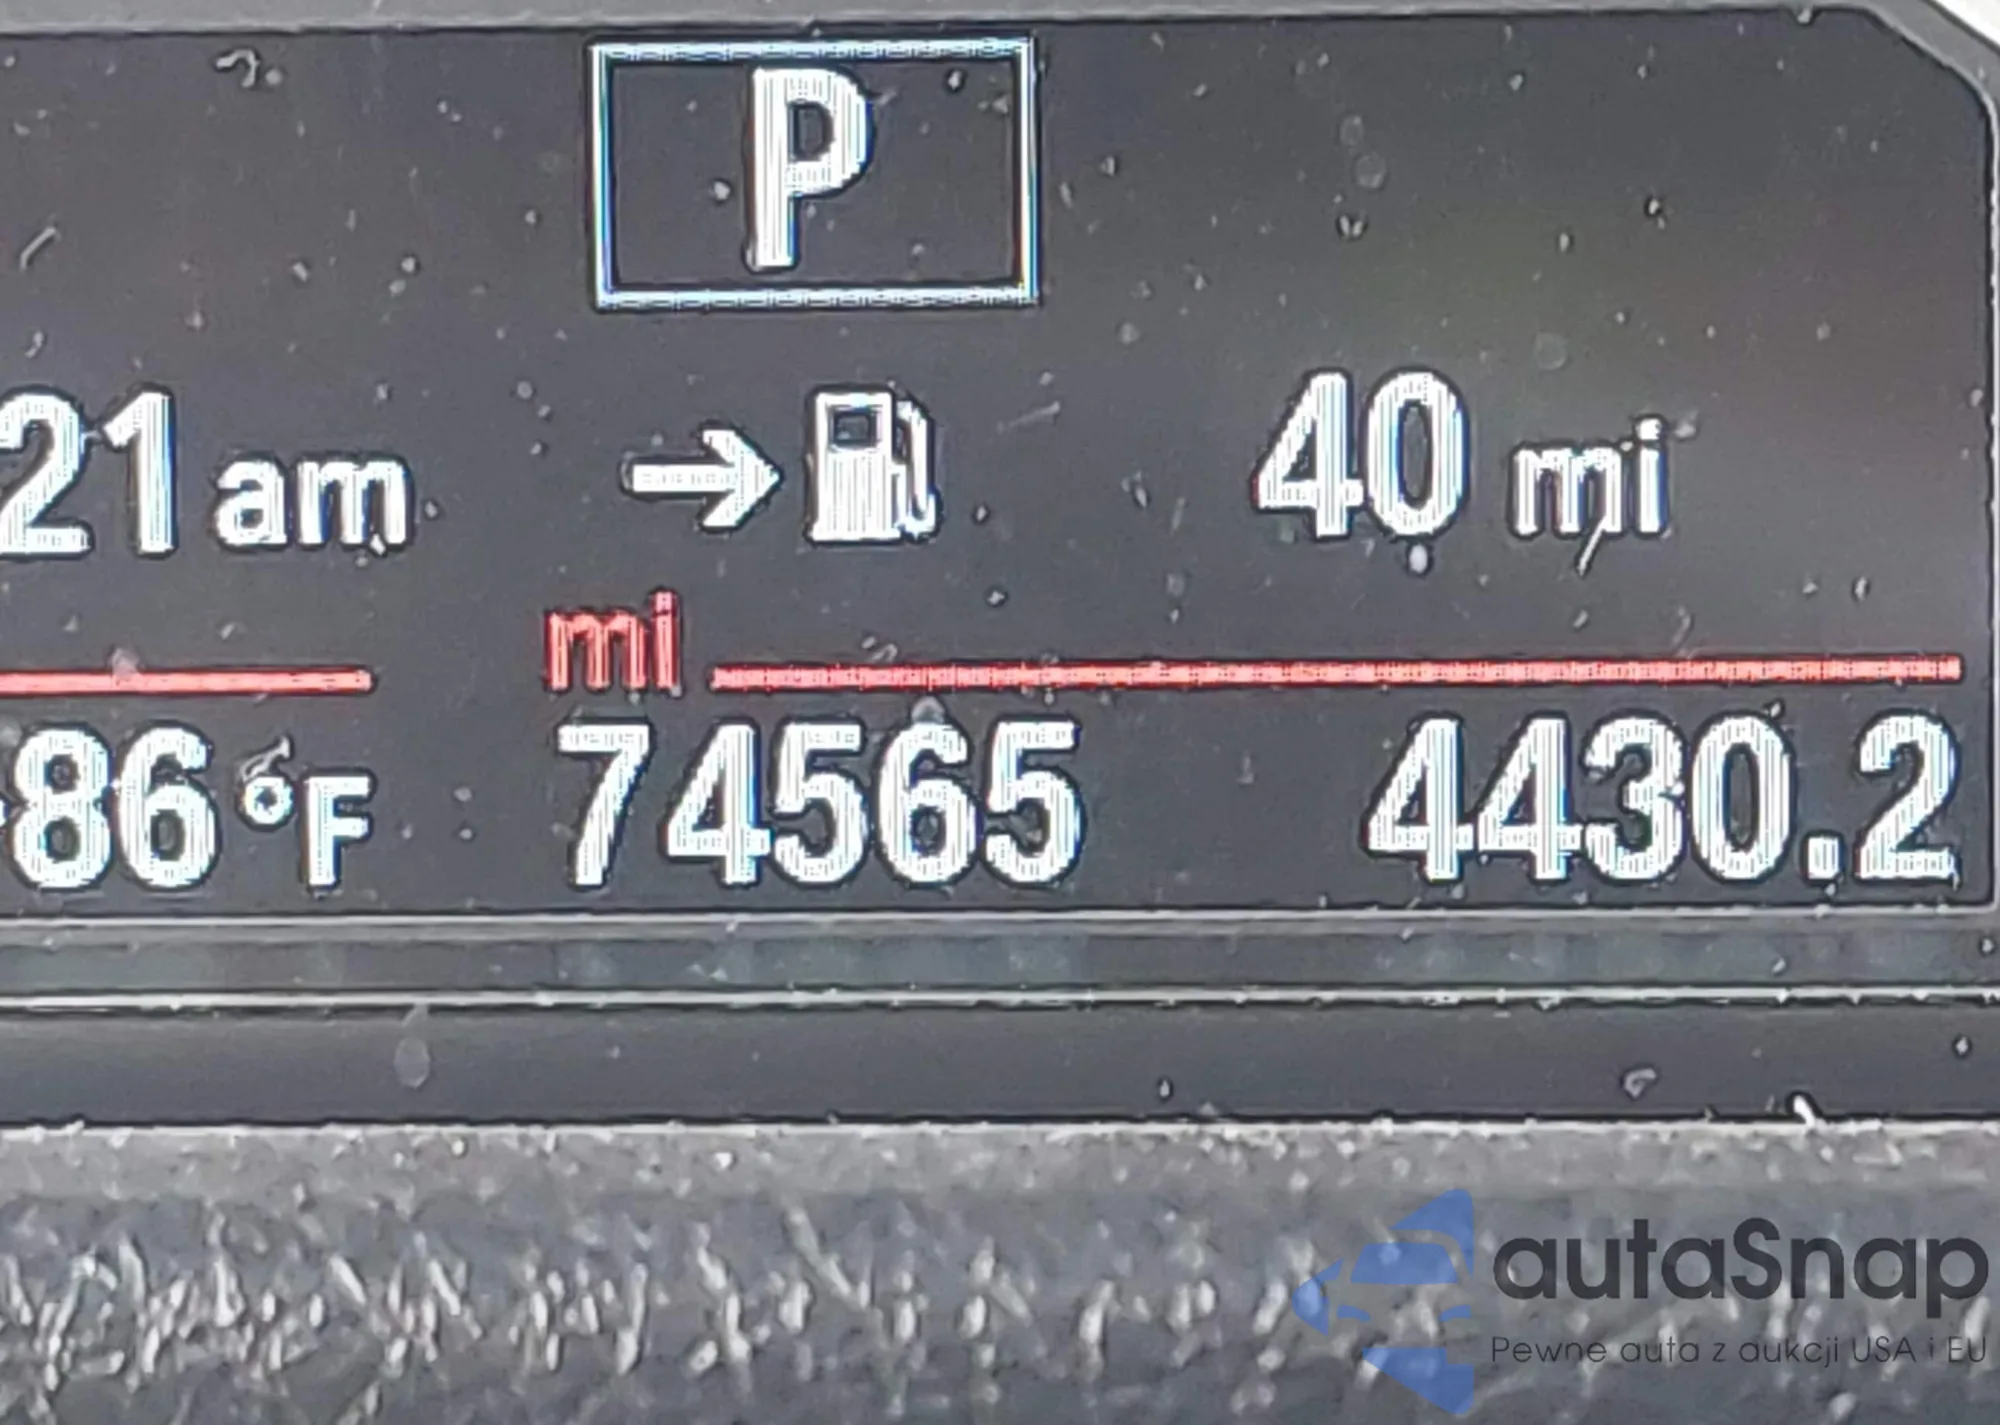 P
21 am 40 mi
mi
86 °F 74565 4430.2
autaSnap
Pewne auta z aukcji USA i EU